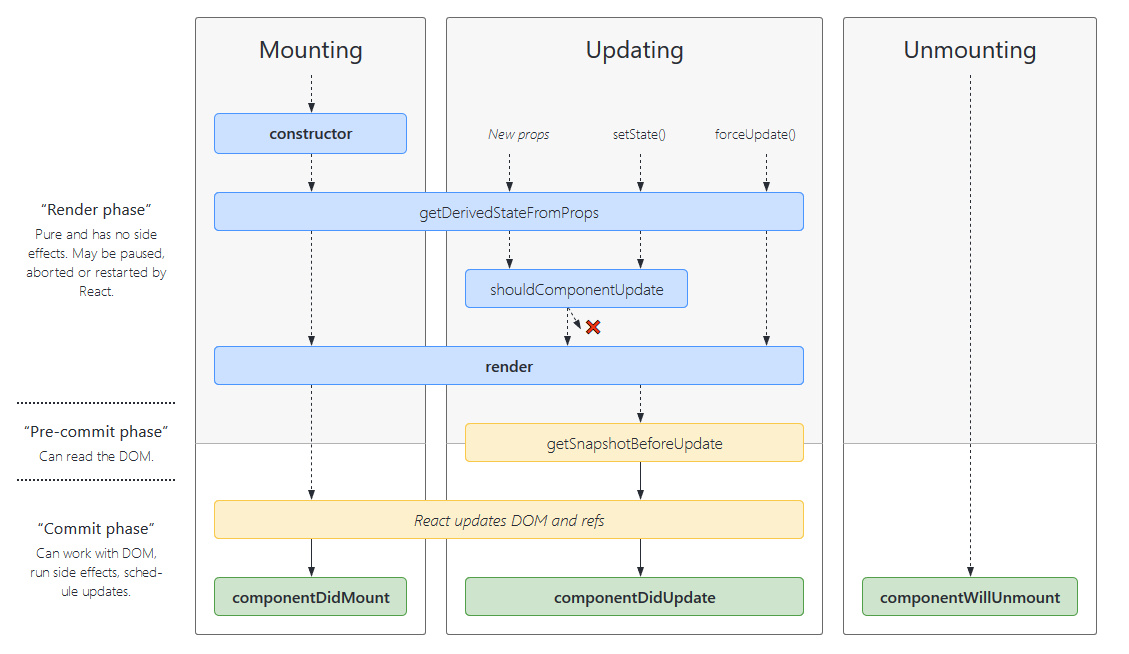 Mounting
Updating
Unmounting
constructor
New props
setState()
forceUpdate()
“Render phase”
Pure and has no side
effects. May be paused,
aborted or restarted by
React.
getDerivedStateFromProps
shouldComponentUpdate
render
“Pre-commit phase”
Can read the DOM.
getSnapshotBeforeUpdate
“Commit phase”
Can work with DOM,
run side effects, sched-
ule updates.
React updates DOM and refs
componentDidMount
componentDidUpdate
componentWillUnmount